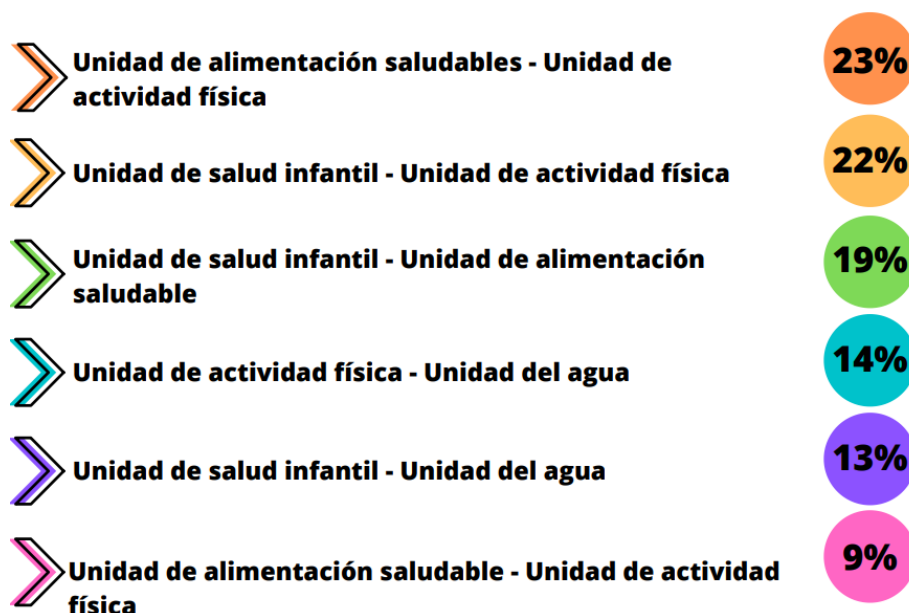 Unidad de alimentación saludables - Unidad de
actividad física
23%
Unidad de salud infantil - Unidad de actividad física
22%
Unidad de salud infantil - Unidad de alimentación
saludable
19%
Unidad de actividad física - Unidad del agua
14%
Unidad de salud infantil - Unidad del agua
13%
Unidad de alimentación saludable - Unidad de actividad
física
9%